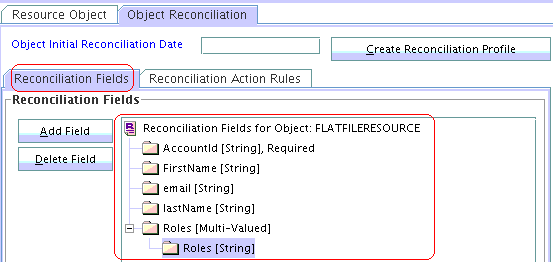 Resource Object
Object Reconciliation
Object Initial Reconciliation Date
Create Reconciliation Profile
Reconciliation Fields
Reconciliation Action Rules
Reconciliation Fields
Add Field
Delete Field
Reconciliation Fields for Object: FLATFILERESOURCE
AccountId [String], Required
FirstName [String]
email [String]
lastName [String]
Roles [Multi-Valued]
Roles [String]